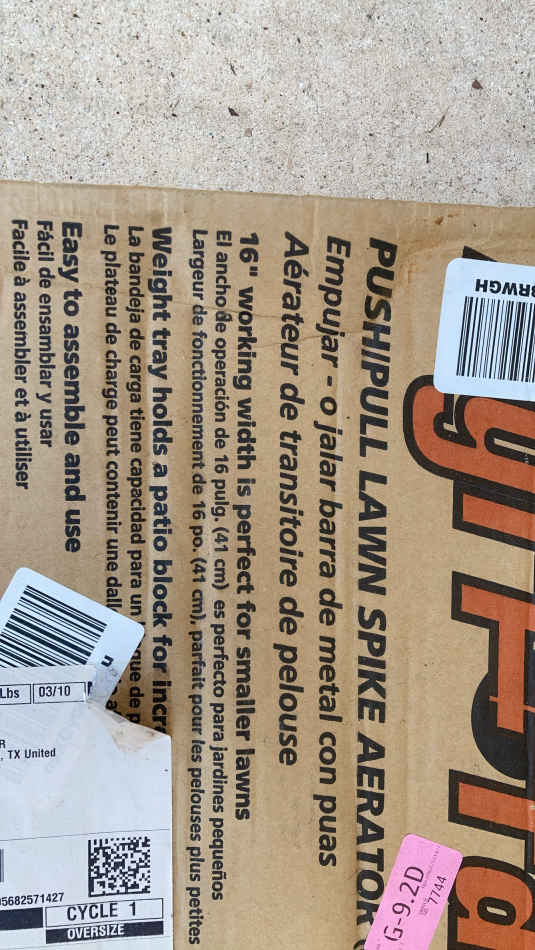 PUSH/PULL LAWN SPIKE AERATOR
Empujar - o jalar barra de metal con puas
Aérateur de transitoire de pelouse
16" working width is perfect for smaller lawns
El ancho de operación de 16 pulg. (41 cm) es perfecto para jardines pequeños
Largeur de fonctionnement de 16 po. (41 cm), parfait pour les pelouses plus petites
Weight tray holds a patio block for incr
La bandeja de carga tiene capacidad para un
Le plateau de charge peut contenir une dall
Easy to assemble and use
Fácil de ensamblar y usar
Facile à assembler et à utiliser
BRWGH
Lbs
03/10
R
, TX United
05682571427
CYCLE 1
OVERSIZE
G-9.2D
7744